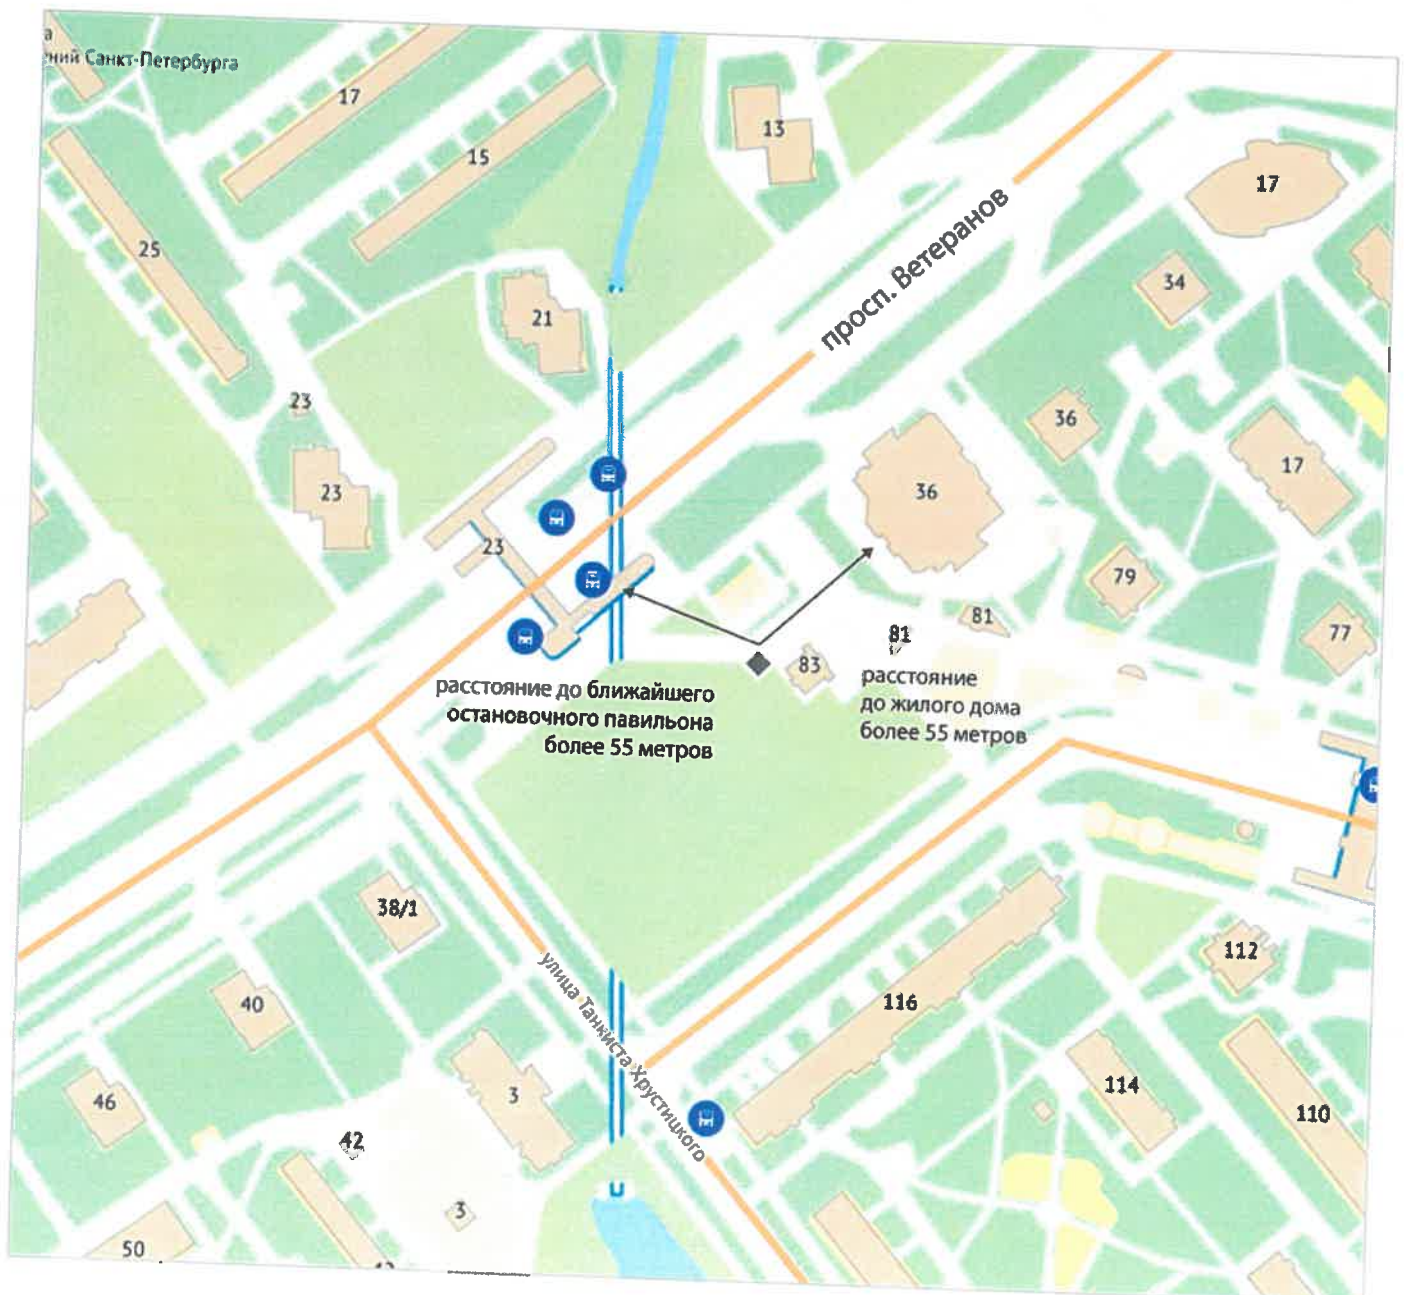 а
ений Санкт-Петербурга
17
15
13
17
25
просп. Ветеранов
34
21
23
36
17
36
23
23
79
81
81
77
83
расстояние до ближайшего
остановочного павильона
более 55 метров
расстояние
до жилого дома
более 55 метров
38/1
112
улица Танкиста Хрустицкого
116
40
46
3
114
110
42
3
50